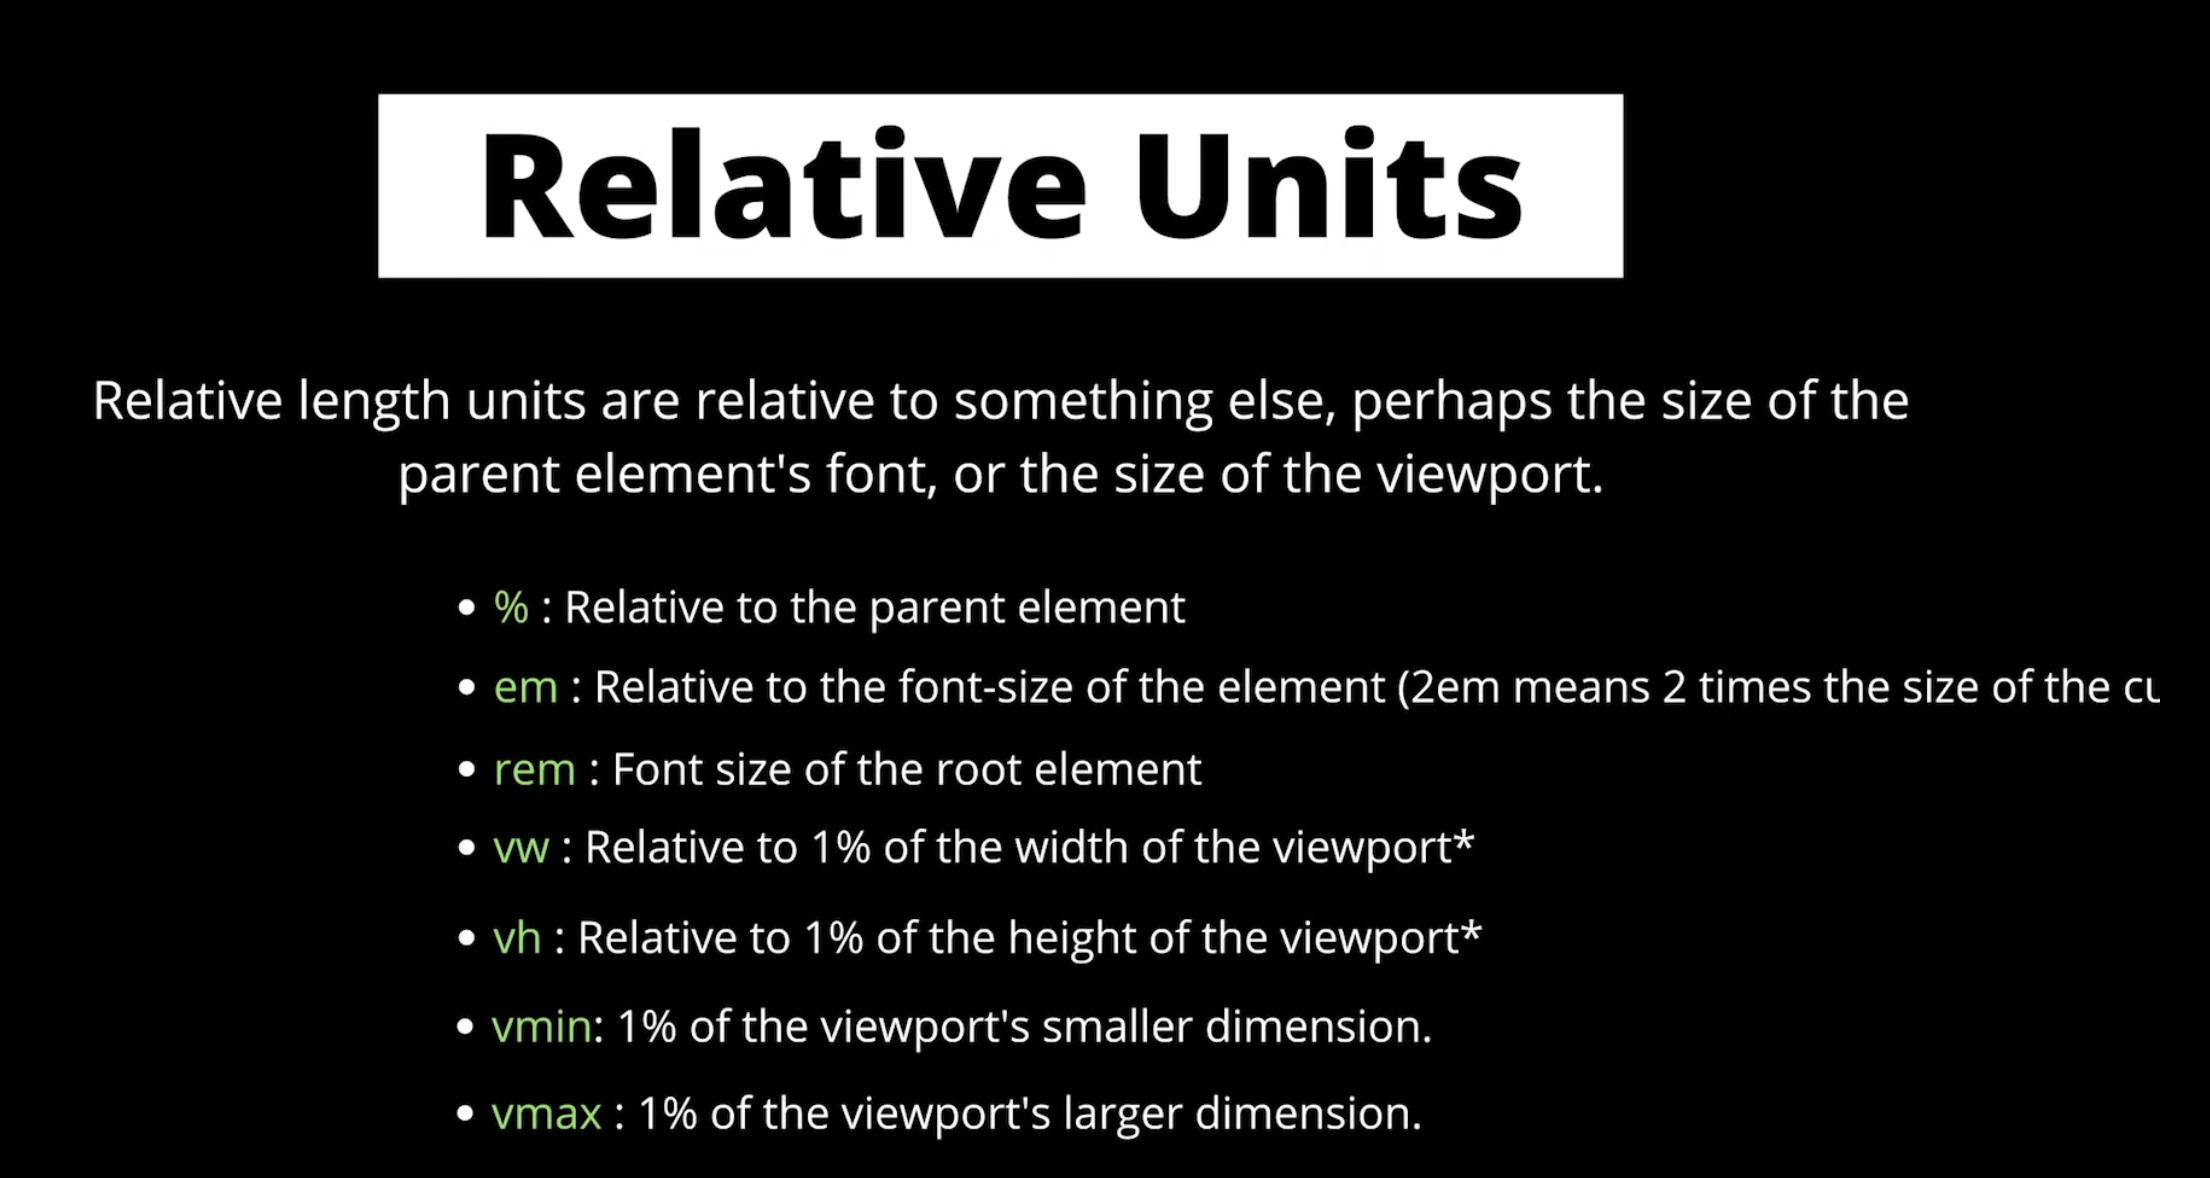 Relative Units
Relative length units are relative to something else, perhaps the size of the
parent element's font, or the size of the viewport.
• % : Relative to the parent element
• em : Relative to the font-size of the element (2em means 2 times the size of the
• rem : Font size of the root element
• vw : Relative to 1% of the width of the viewport*
• vh : Relative to 1% of the height of the viewport*
• vmin: 1% of the viewport's smaller dimension.
• vmax : 1% of the viewport's larger dimension.